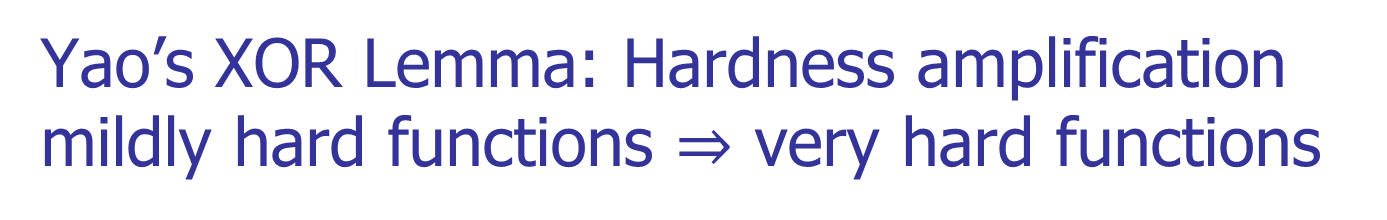 Yao’s XOR Lemma: Hardness amplification
mildly hard functions ⇒ very hard functions